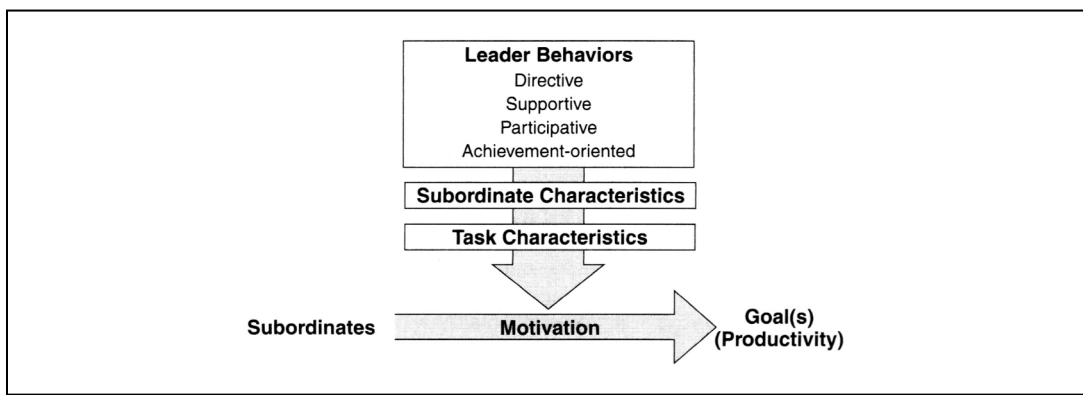 Leader Behaviors
Directive
Supportive
Participative
Achievement-oriented
Subordinate Characteristics
Task Characteristics
Subordinates
Motivation
Goal(s)
(Productivity)